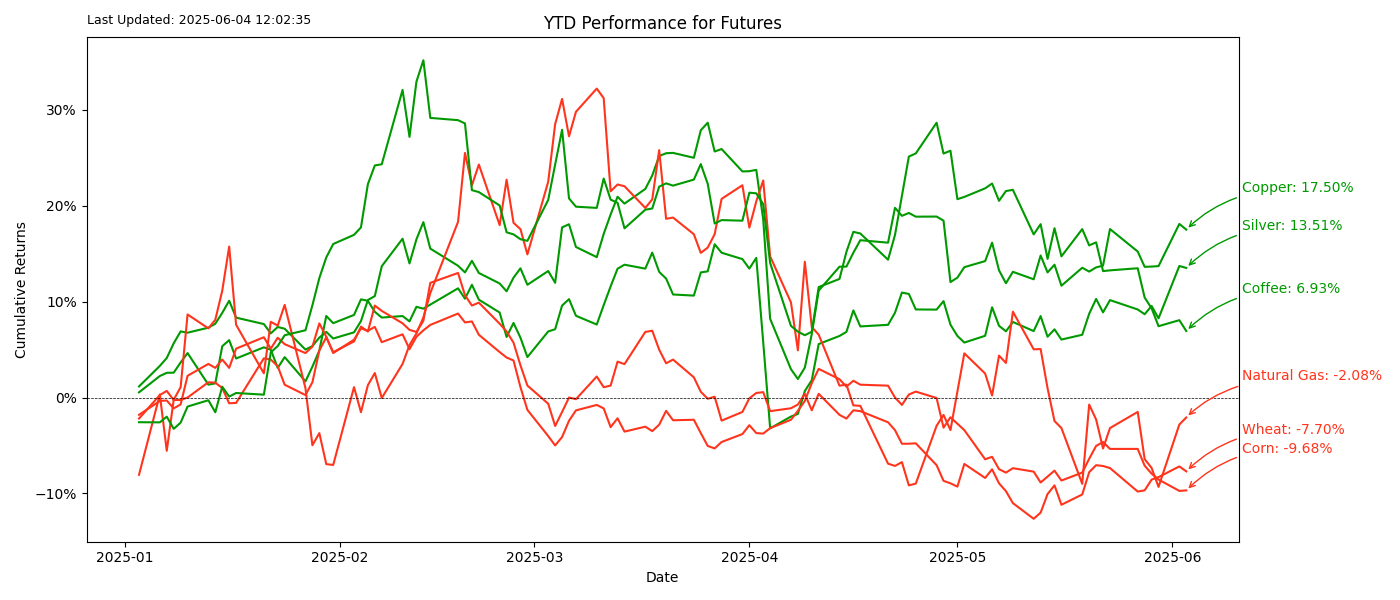 Last Updated: 2025-06-04 12:02:35
YTD Performance for Futures
Cumulative Returns
30%
20%
10%
0%
−10%
Copper: 17.50%
Silver: 13.51%
Coffee: 6.93%
Natural Gas: -2.08%
Wheat: -7.70%
Corn: -9.68%
2025-01
2025-02
2025-03
2025-04
2025-05
2025-06
Date